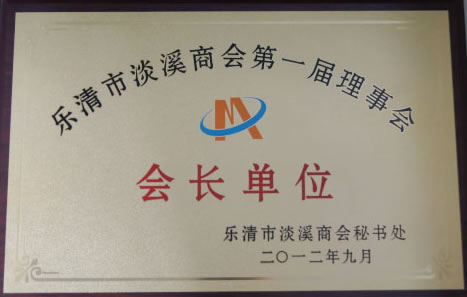 乐清市淡溪商会第一届理事会
会长单位
乐清市淡溪商会秘书处
二〇一二年九月